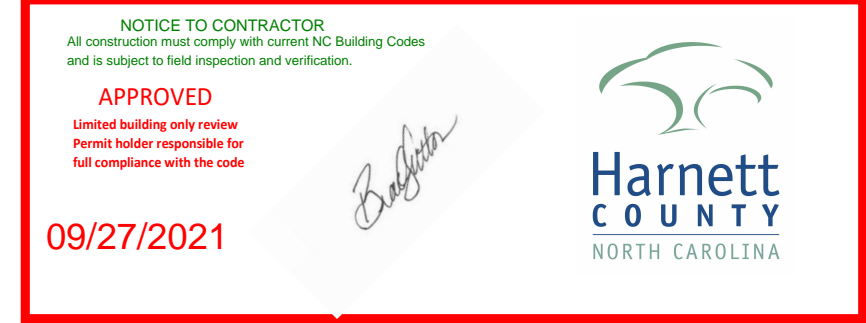 NOTICE TO CONTRACTOR
All construction must comply with current NC Building Codes
and is subject to field inspection and verification.
APPROVED
Limited building only review
Permit holder responsible for
full compliance with the code
09/27/2021
Harnett
COUNTY
NORTH CAROLINA